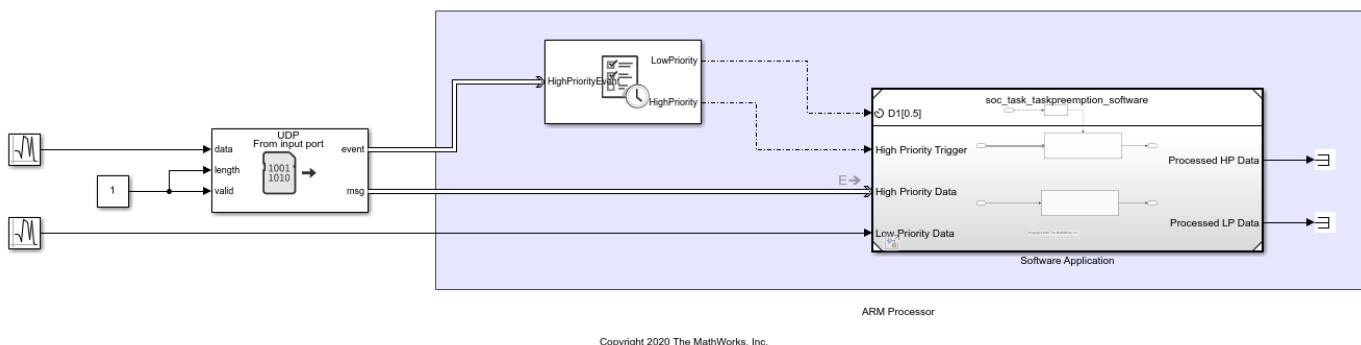 LowPriority
HighPriorityEvent
HighPriority
soc_task_taskpreemption_software
D1[0.5]
UDP
From input port
data
event
1001
1010
length
valid
msg
1
High Priority Trigger
Processed HP Data
E
High Priority Data
Processed LP Data
Low Priority Data
Software Application
ARM Processor
Copyright 2020 The MathWorks, Inc.